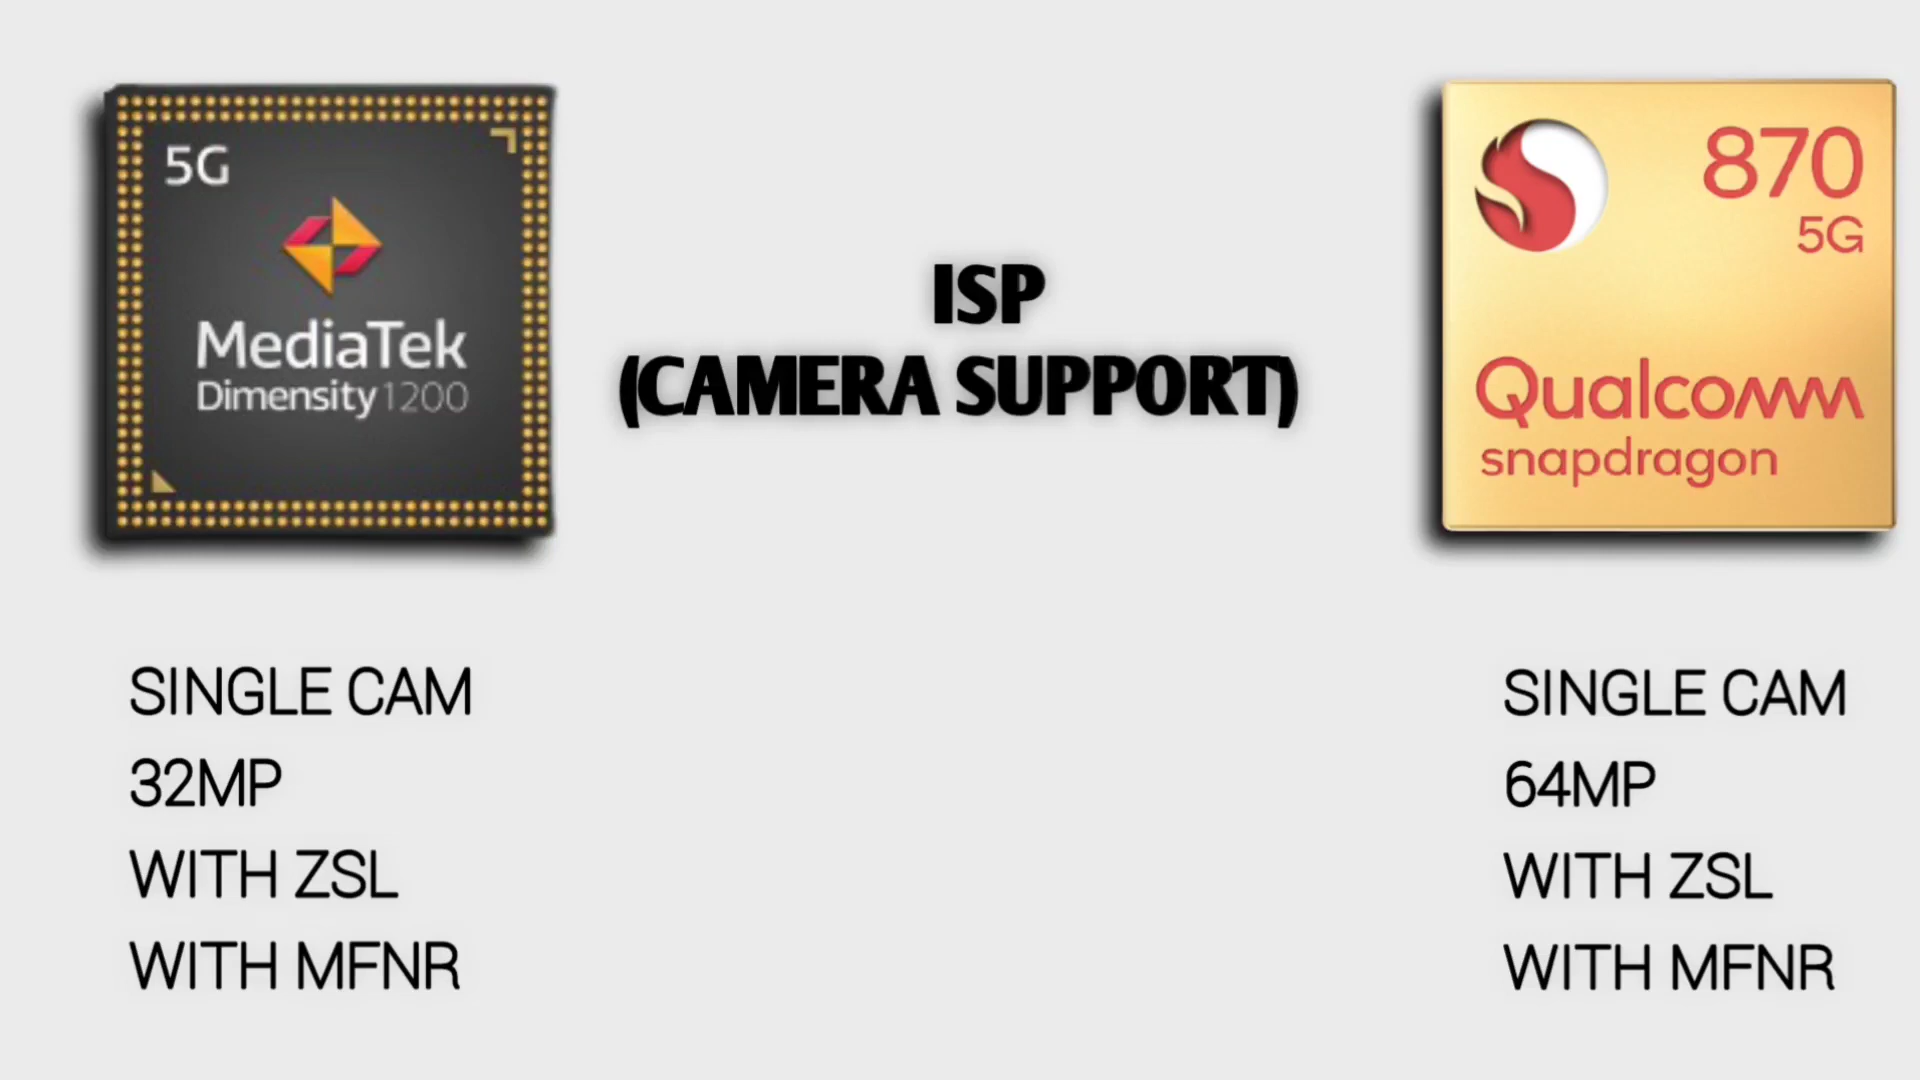 5G
MediaTek
Dimensity 1200
ISP
(CAMERA SUPPORT)
870
5G
Qualcomm
snapdragon
SINGLE CAM
32MP
WITH ZSL
WITH MFNR
SINGLE CAM
64MP
WITH ZSL
WITH MFNR